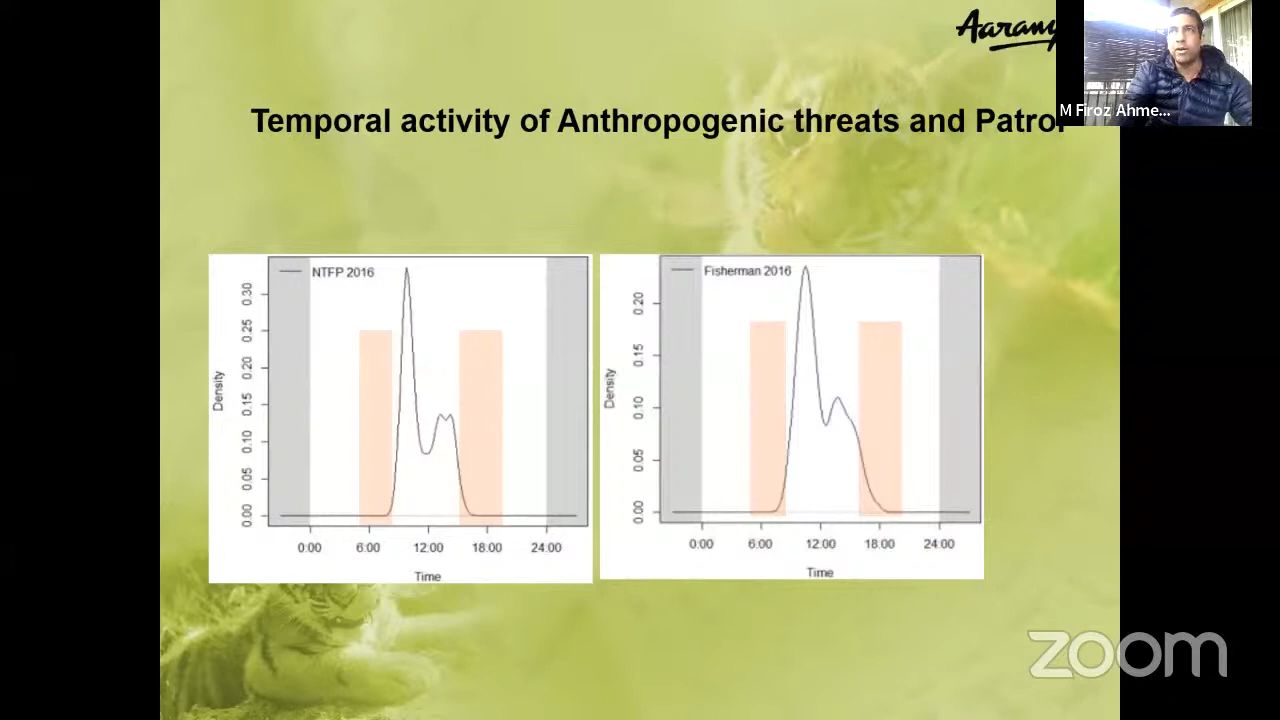 Temporal activity of Anthropogenic threats and Patrol
M Firoz Ahme...
NTFP 2016
Density
0.00 0.05 0.10 0.15 0.20 0.25 0.30
0:00 6:00 12:00 18:00 24:00
Time
Fisherman 2016
Density
0.00 0.05 0.10 0.15 0.20
0:00 6:00 12:00 18:00 24:00
Time
zoom